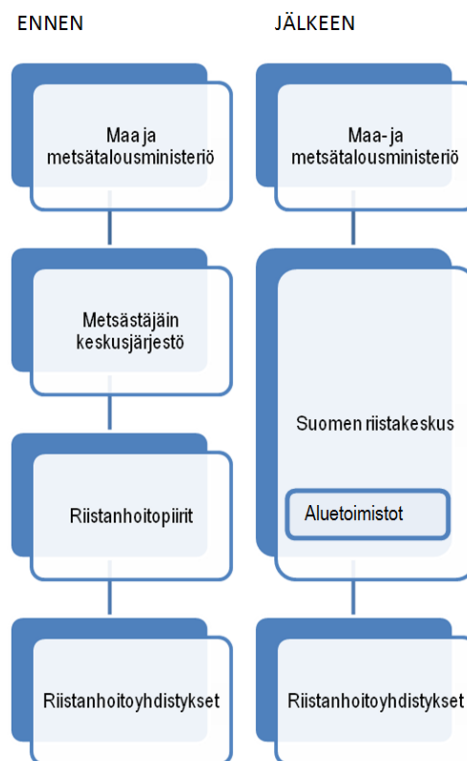 ENNEN
Maa ja
metsätalousministeriö
Metsästäjäin
keskusjärjestö
Riistanhoitopiirit
Riistanhoitoyhdistykset
JÄLKEEN
Maa- ja
metsätalousministeriö
Suomen riistakeskus
Aluetoimistot
Riistanhoitoyhdistykset